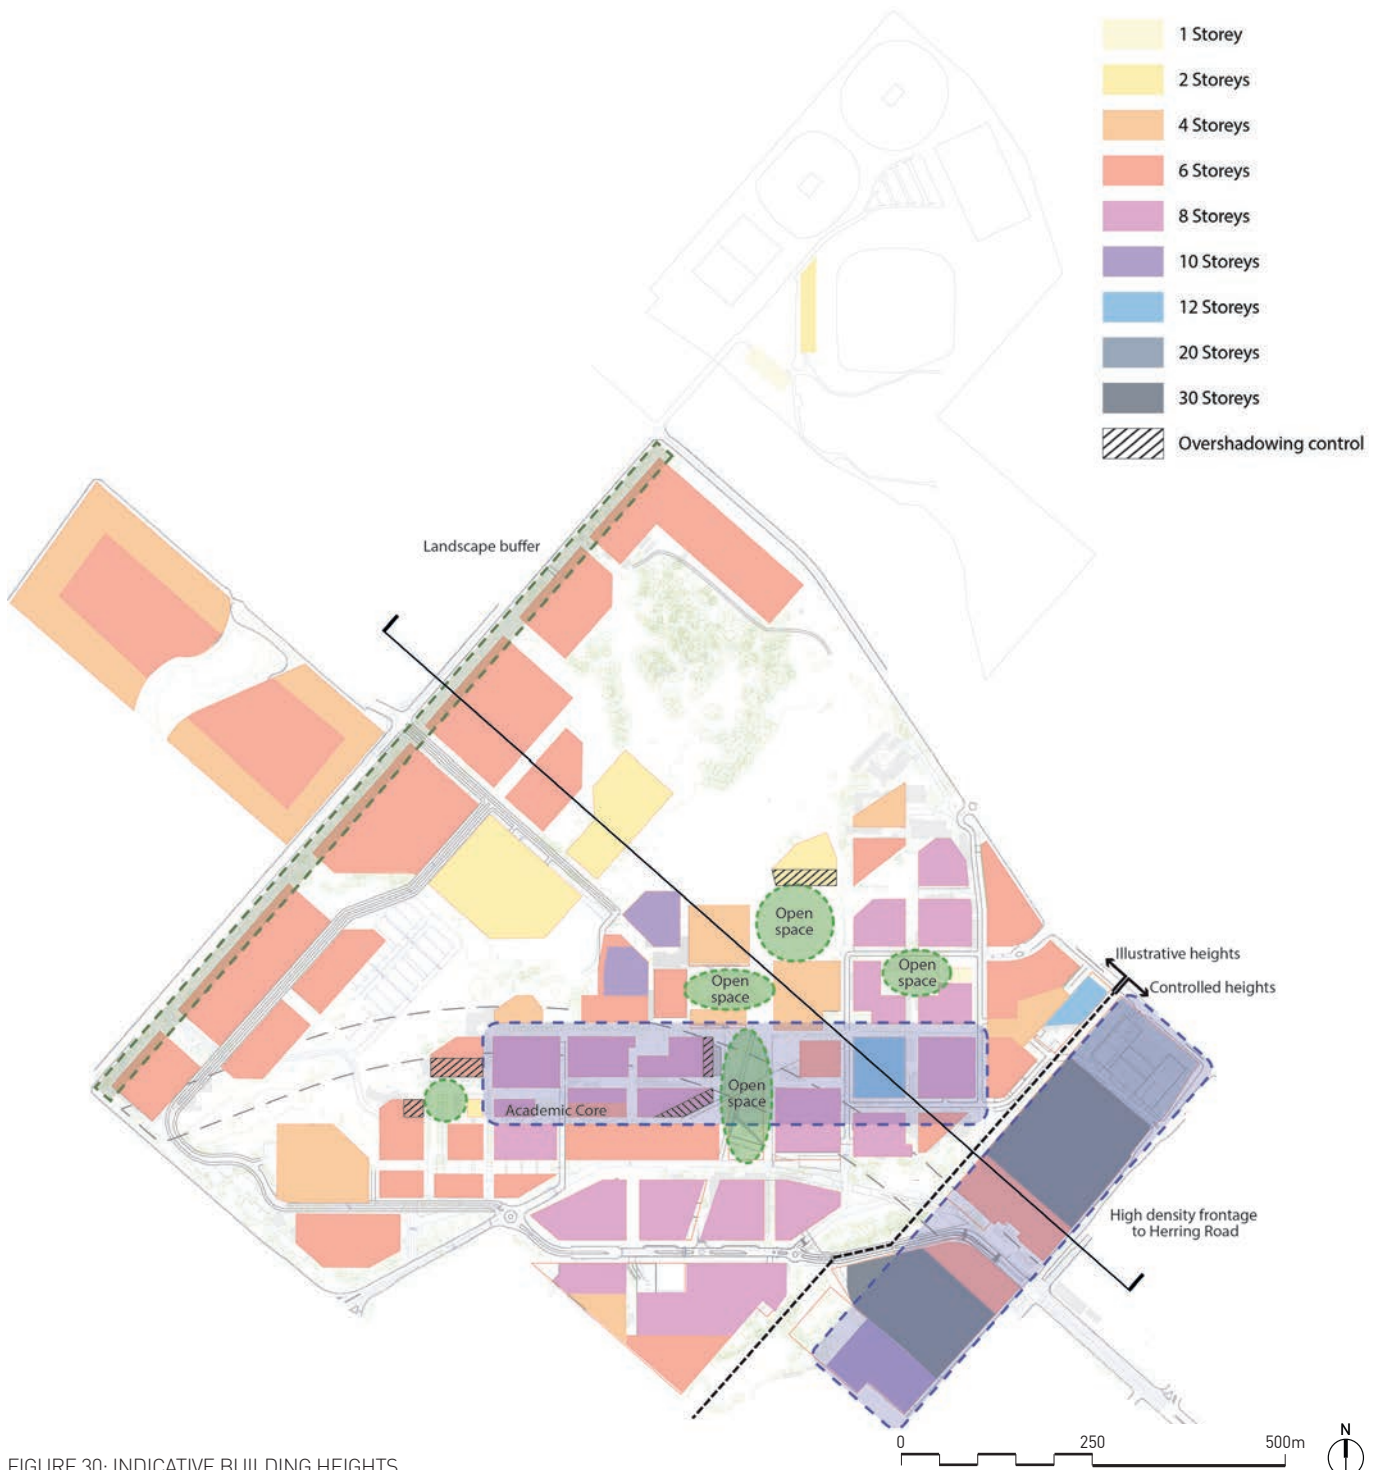 1 Storey
2 Storeys
4 Storeys
6 Storeys
8 Storeys
10 Storeys
12 Storeys
20 Storeys
30 Storeys
Overshadowing control
Landscape buffer
Open
space
Open
space
Open
space
Illustrative heights
Controlled heights
Open
space
Academic Core
High density frontage
to Herring Road
FIGURE 30: INDICATIVE BUILDING HEIGHTS
0 250 500m
N